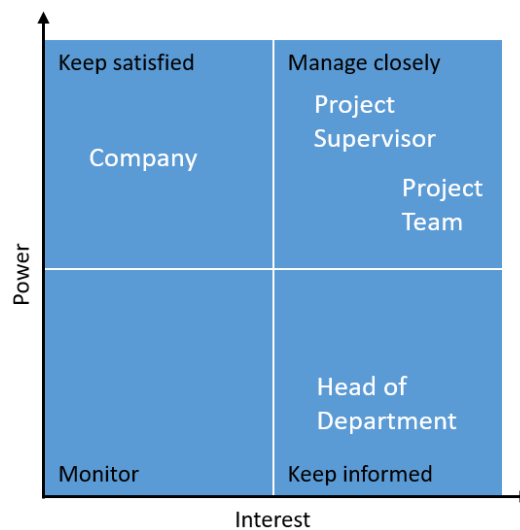 Keep satisfied
Manage closely
Project
Supervisor
Company
Project
Team
Power
Head of
Department
Monitor
Keep informed
Interest